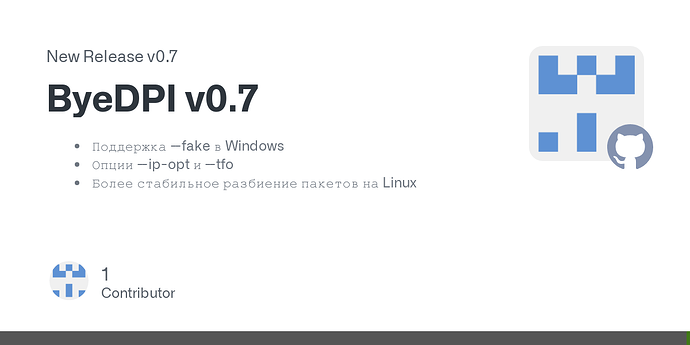 New Release v0.7
ByeDPI v0.7
• Поддержка —fake в Windows
• Опции —ip-opt и —tfo
• Более стабильное разбиение пакетов на Linux
1
Contributor